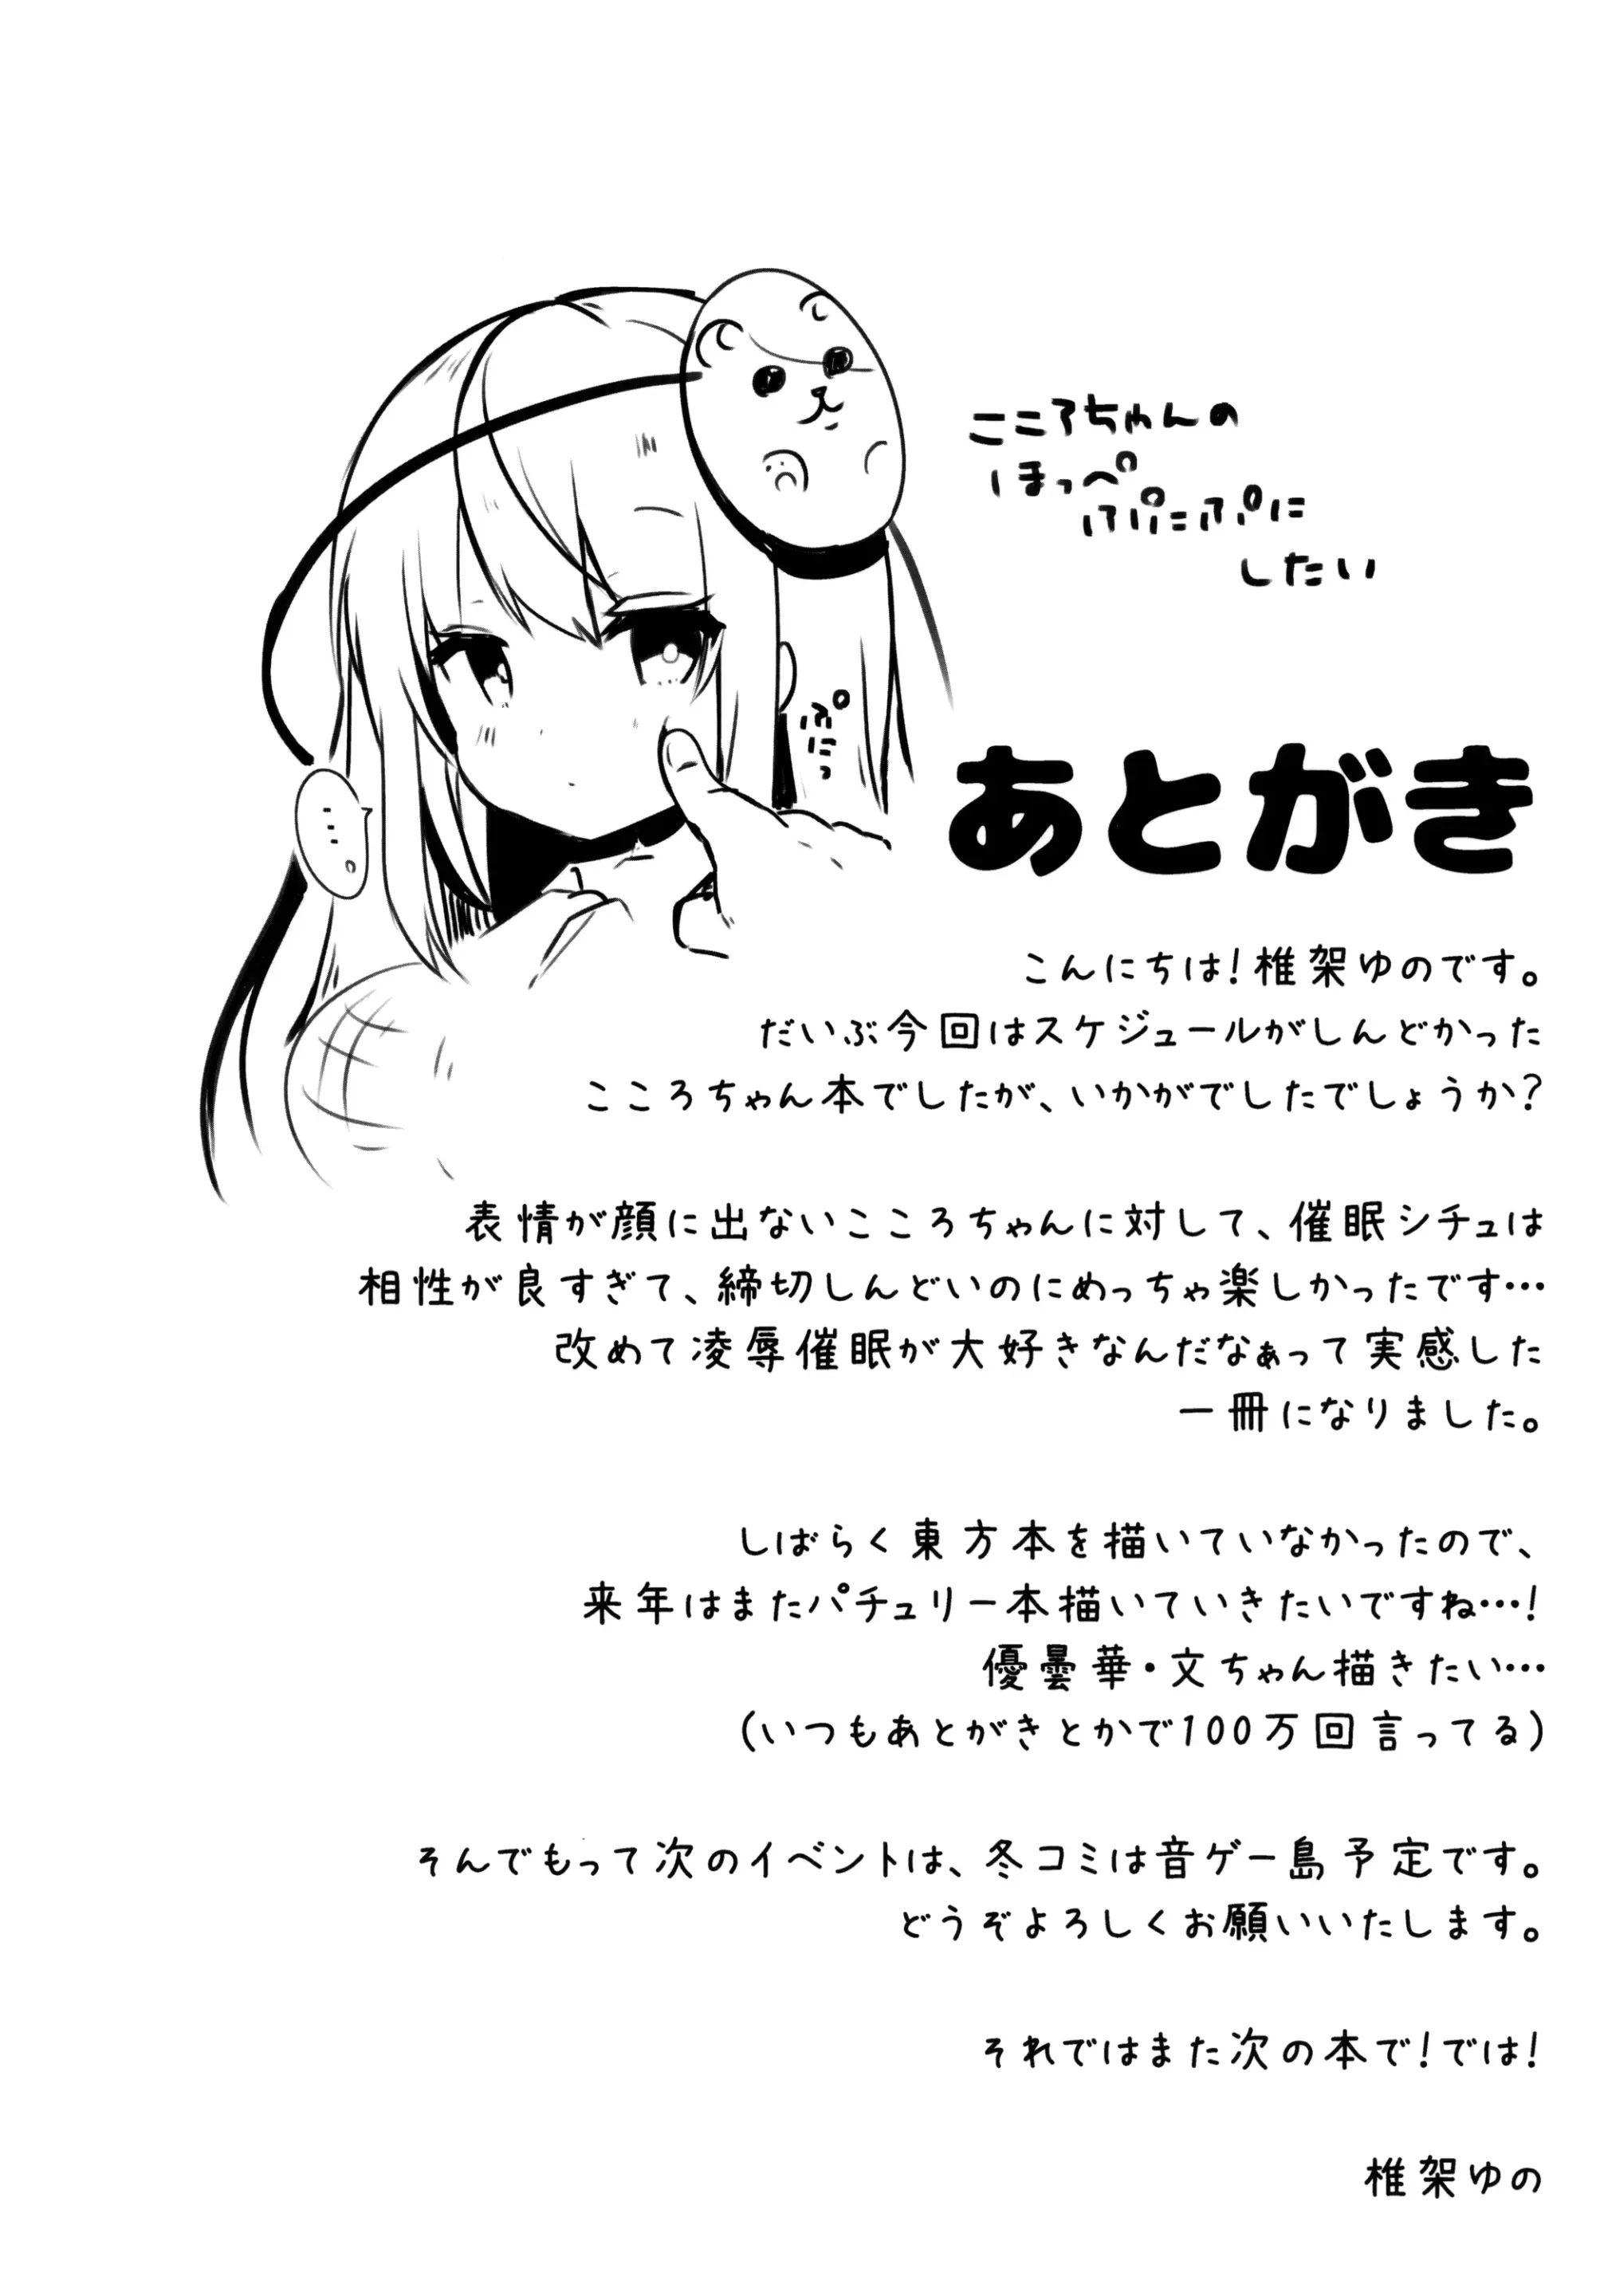 こころちゃんの
ほっぺ
ぷにぷに
したい
ぷにっ
…。
あとがき
こんにちは!椎架ゆのです。
だいぶ今回はスケジュールがしんどかった
こころちゃん本でしたが、いかがでしたでしょうか?
表情が顔に出ないこころちゃんに対して、催眠シチュは
相性が良すぎて、締切しんどいのにめっちゃ楽しかったです…
改めて凌辱催眠が大好きなんだなぁって実感した
一冊になりました。
しばらく東方本を描いていなかったので、
来年はまたパチュリー本描いていきたいですね…!
優曇華・文ちゃん描きたい…
(いつもあとがきとかで100万回言ってる)
そんでもって次のイベントは、冬コミは音ゲー島予定です。
どうぞよろしくお願いいたします。
それではまた次の本で!では!
椎架ゆの